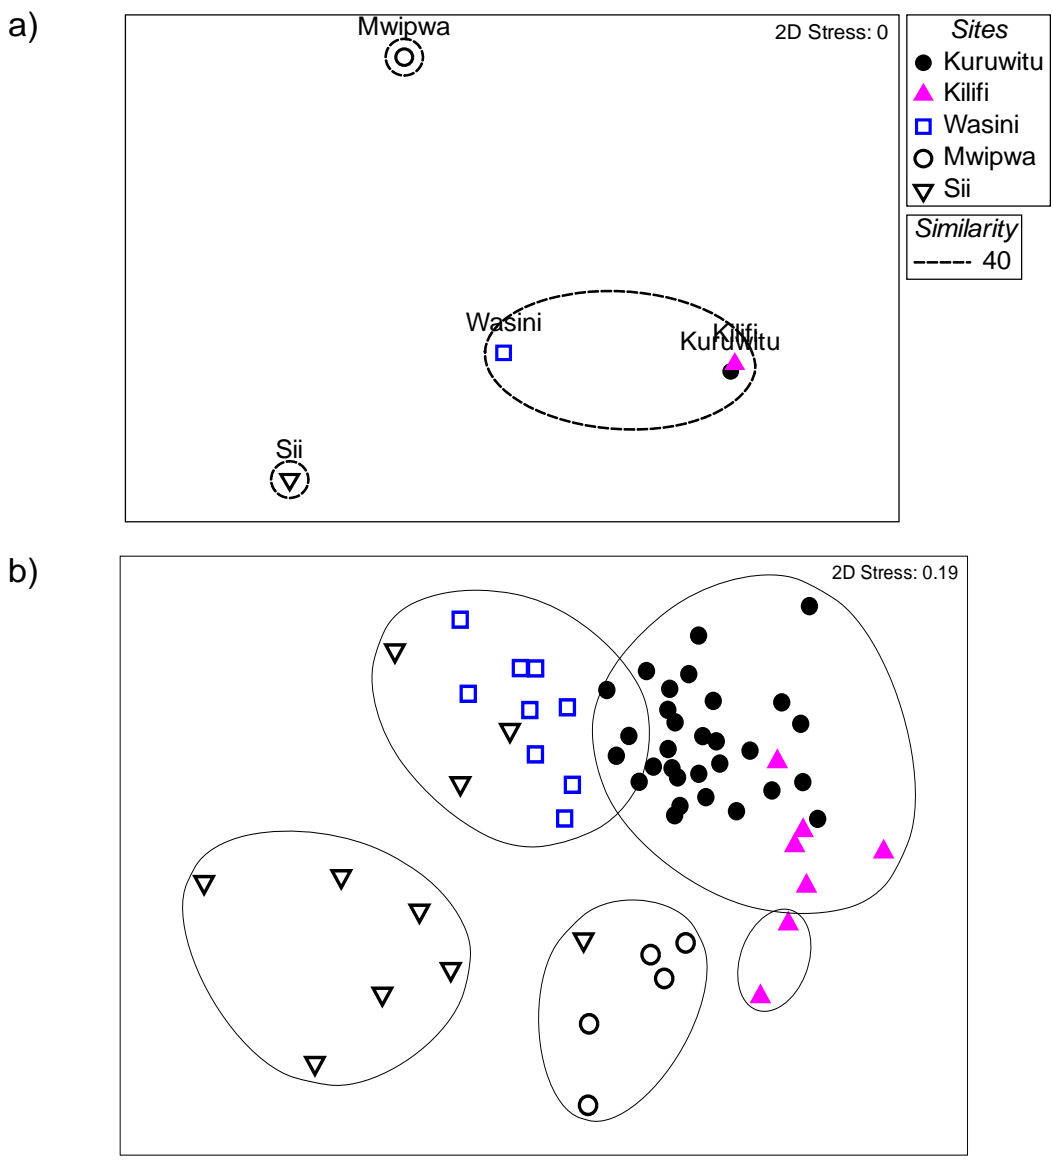 a)
Mwipwa
2D Stress: 0
Sites
Kuruwitu
Kilifi
Wasini
Mwipwa
Sii
Similarity
40
Wasini
Kilifi
Kuruwitu
Sii
b)
2D Stress: 0.19